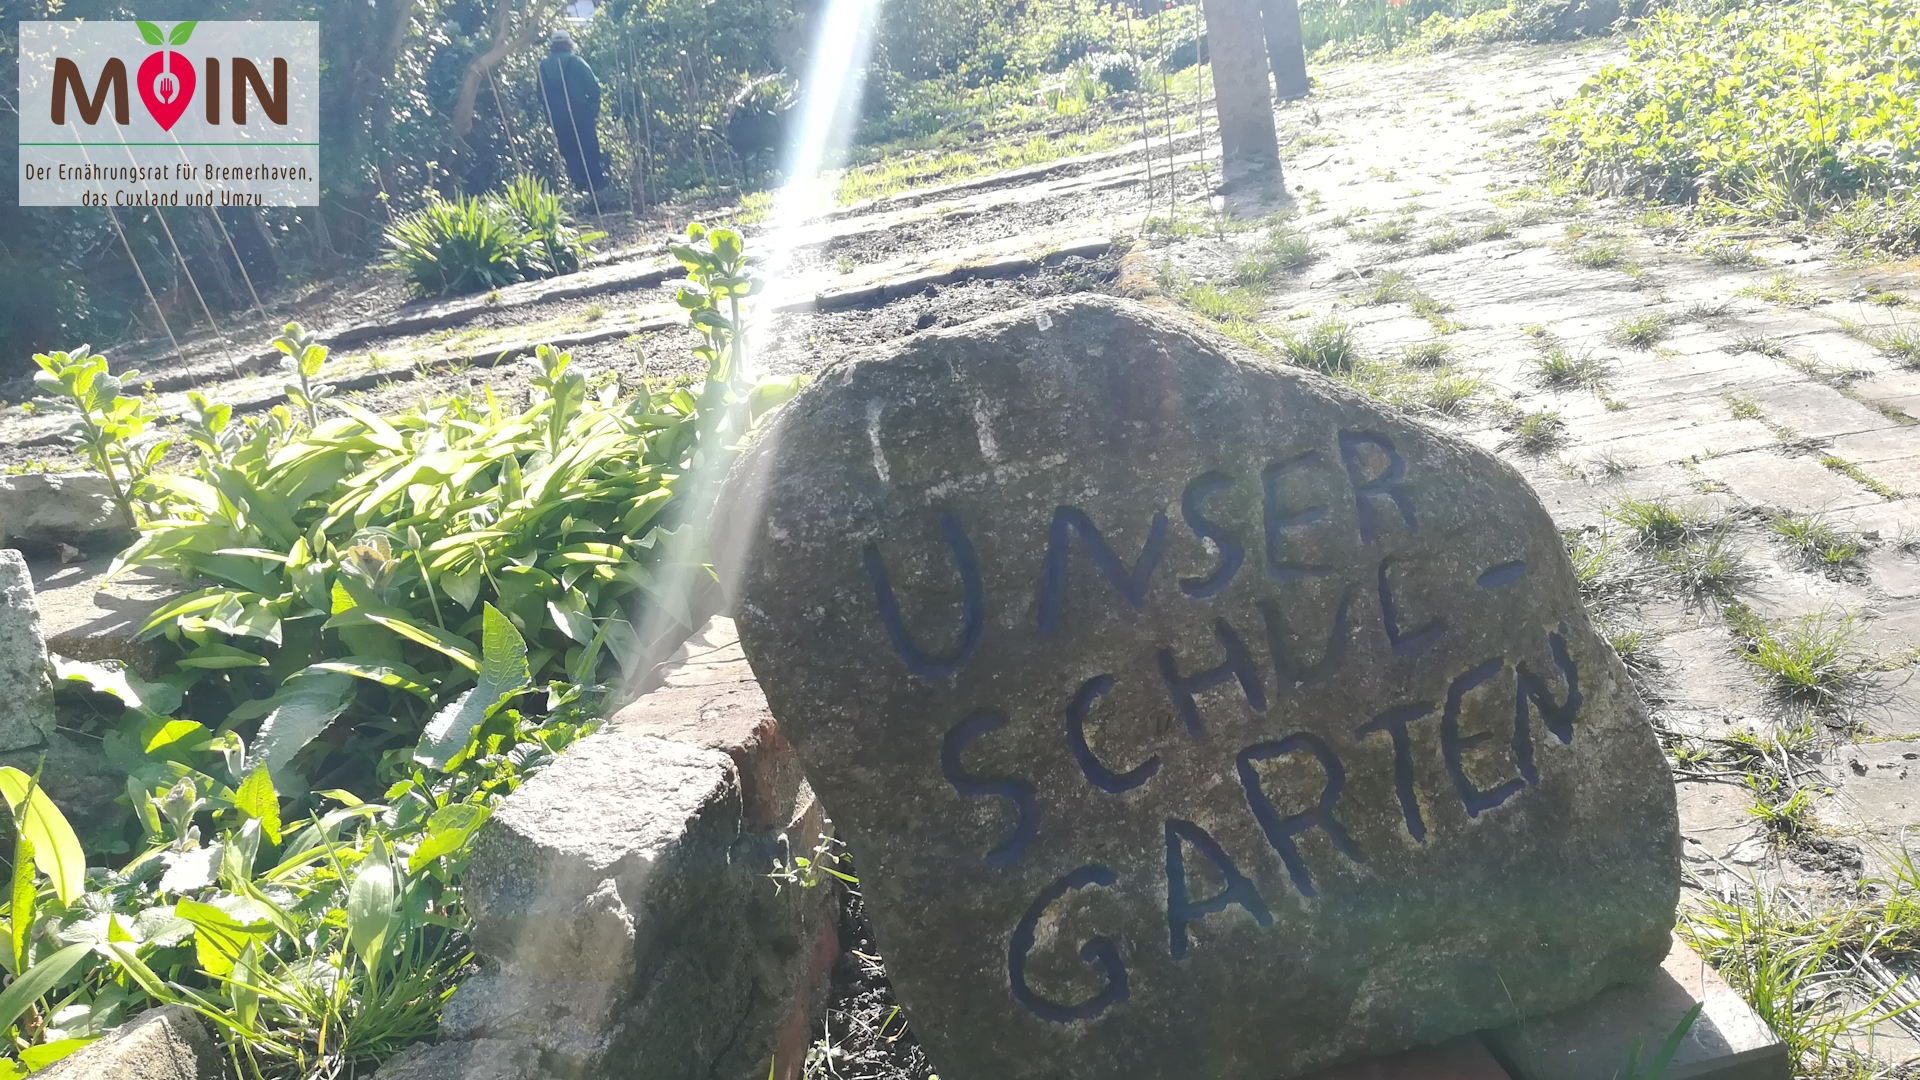 MOIN
Der Ernährungsrat für Bremerhaven,
das Cuxland und Umzu
UNSER
SCHUL-
GARTEN